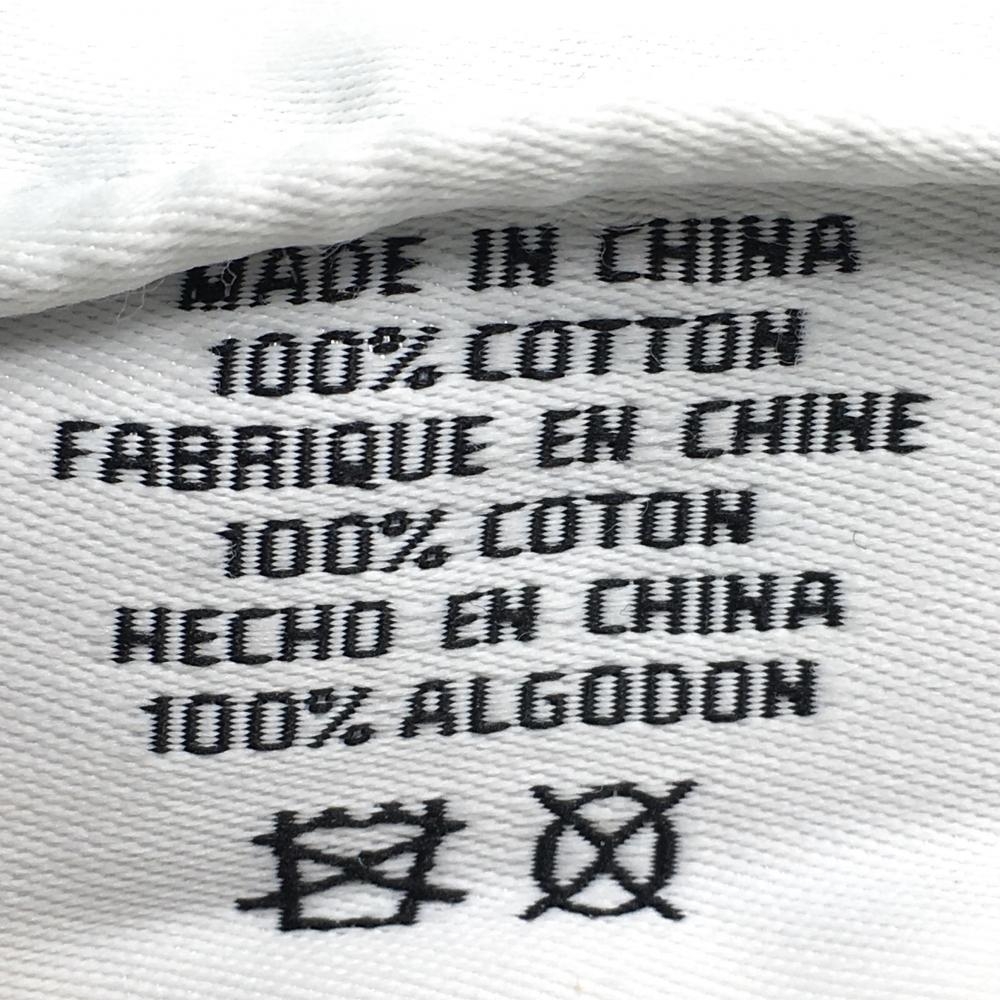 MADE IN CHINA
100% COTTON
FABRIQUE EN CHINE
100% COTON
HECHO EN CHINA
100% ALGODON